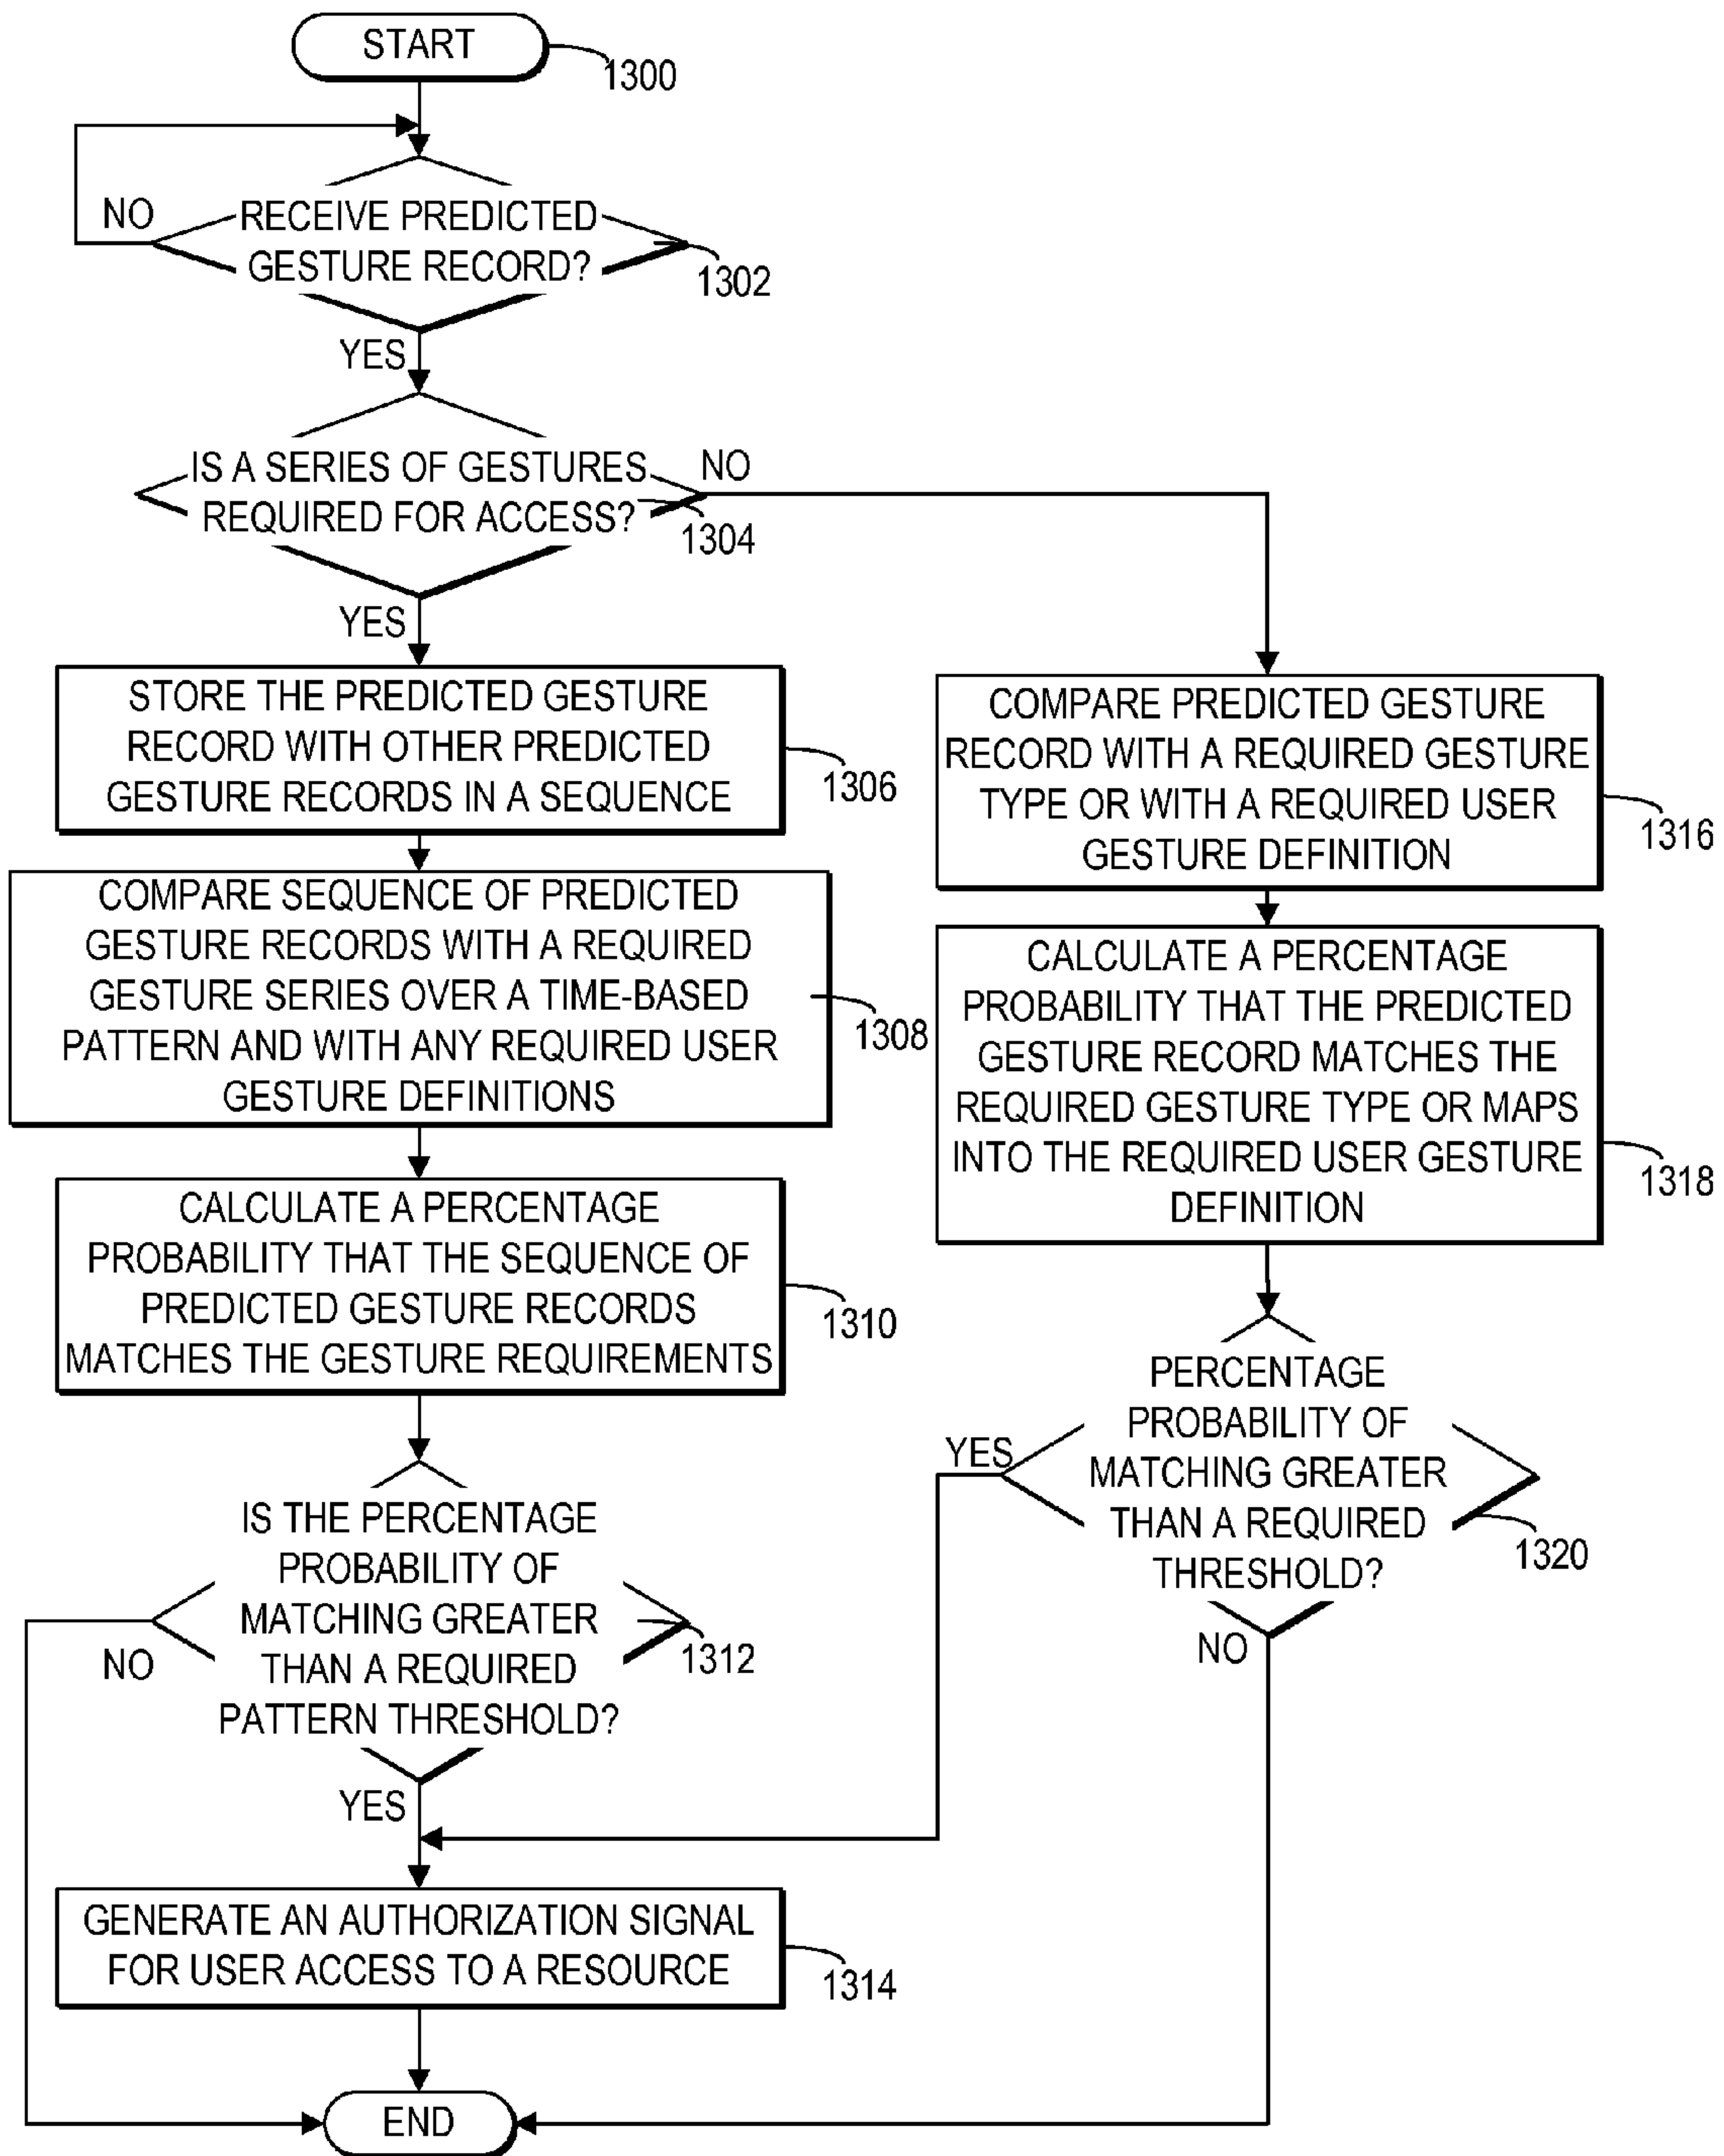 START
1300
NO
RECEIVE PREDICTED
GESTURE RECORD?
1302
YES
IS A SERIES OF GESTURES
REQUIRED FOR ACCESS?
1304
NO
YES
STORE THE PREDICTED GESTURE
RECORD WITH OTHER PREDICTED
GESTURE RECORDS IN A SEQUENCE
1306
COMPARE SEQUENCE OF PREDICTED
GESTURE RECORDS WITH A REQUIRED
GESTURE SERIES OVER A TIME-BASED
PATTERN AND WITH ANY REQUIRED USER
GESTURE DEFINITIONS
1308
CALCULATE A PERCENTAGE
PROBABILITY THAT THE SEQUENCE OF
PREDICTED GESTURE RECORDS
MATCHES THE GESTURE REQUIREMENTS
1310
IS THE PERCENTAGE
PROBABILITY OF
MATCHING GREATER
THAN A REQUIRED
PATTERN THRESHOLD?
1312
NO
YES
GENERATE AN AUTHORIZATION SIGNAL
FOR USER ACCESS TO A RESOURCE
1314
COMPARE PREDICTED GESTURE
RECORD WITH A REQUIRED GESTURE
TYPE OR WITH A REQUIRED USER
GESTURE DEFINITION
1316
CALCULATE A PERCENTAGE
PROBABILITY THAT THE PREDICTED
GESTURE RECORD MATCHES THE
REQUIRED GESTURE TYPE OR MAPS
INTO THE REQUIRED USER GESTURE
DEFINITION
1318
PERCENTAGE
PROBABILITY OF
MATCHING GREATER
THAN A REQUIRED
THRESHOLD?
1320
YES
NO
END